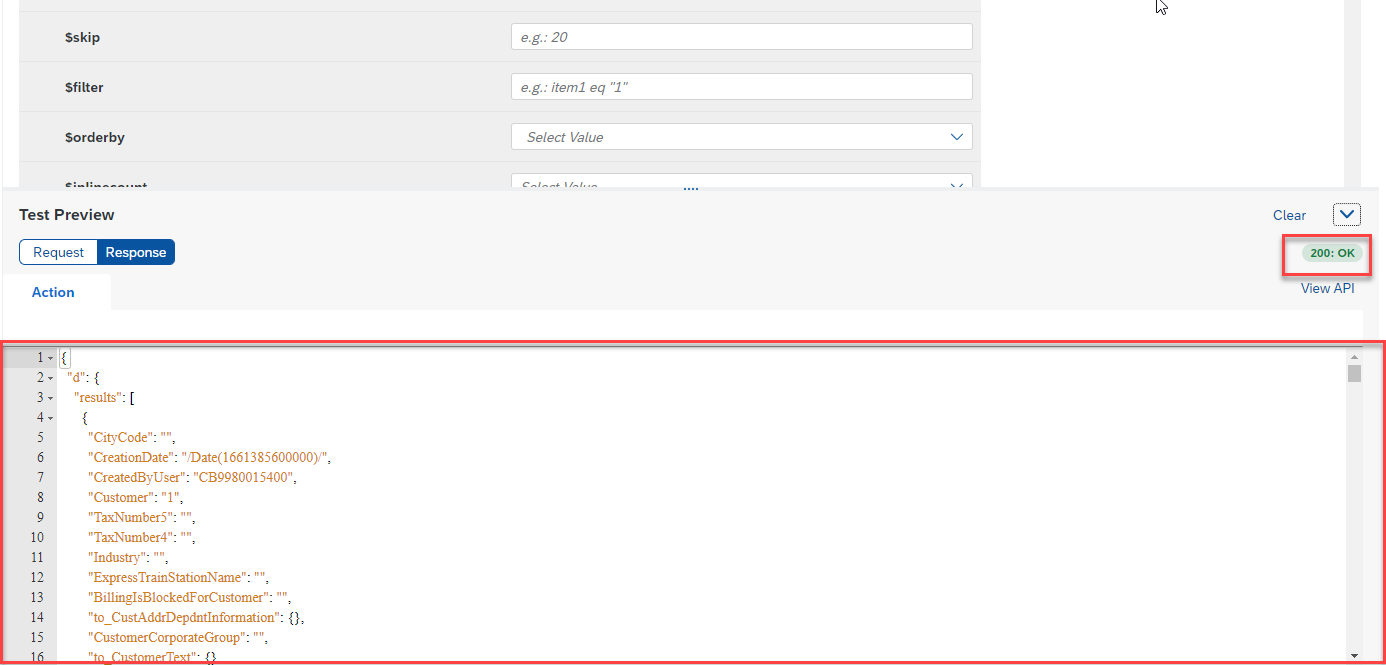 $skip e.g.: 20
$filter e.g.: item1 eq "1"
$orderby Select Value
$inlinecount Select Value
Test Preview Clear
Request Response 200: OK
Action View API
1 {
2 "d": {
3 "results": [
4 {
5 "CityCode": "",
6 "CreationDate": "/Date(1661385600000)/",
7 "CreatedByUser": "CB9980015400",
8 "Customer": "1",
9 "TaxNumber5": "",
10 "TaxNumber4": "",
11 "Industry": "",
12 "ExpressTrainStationName": "",
13 "BillingIsBlockedForCustomer": "",
14 "to_CustAddrDepdntInformation": {},
15 "CustomerCorporateGroup": "",
16 "to_CustomerText": {}